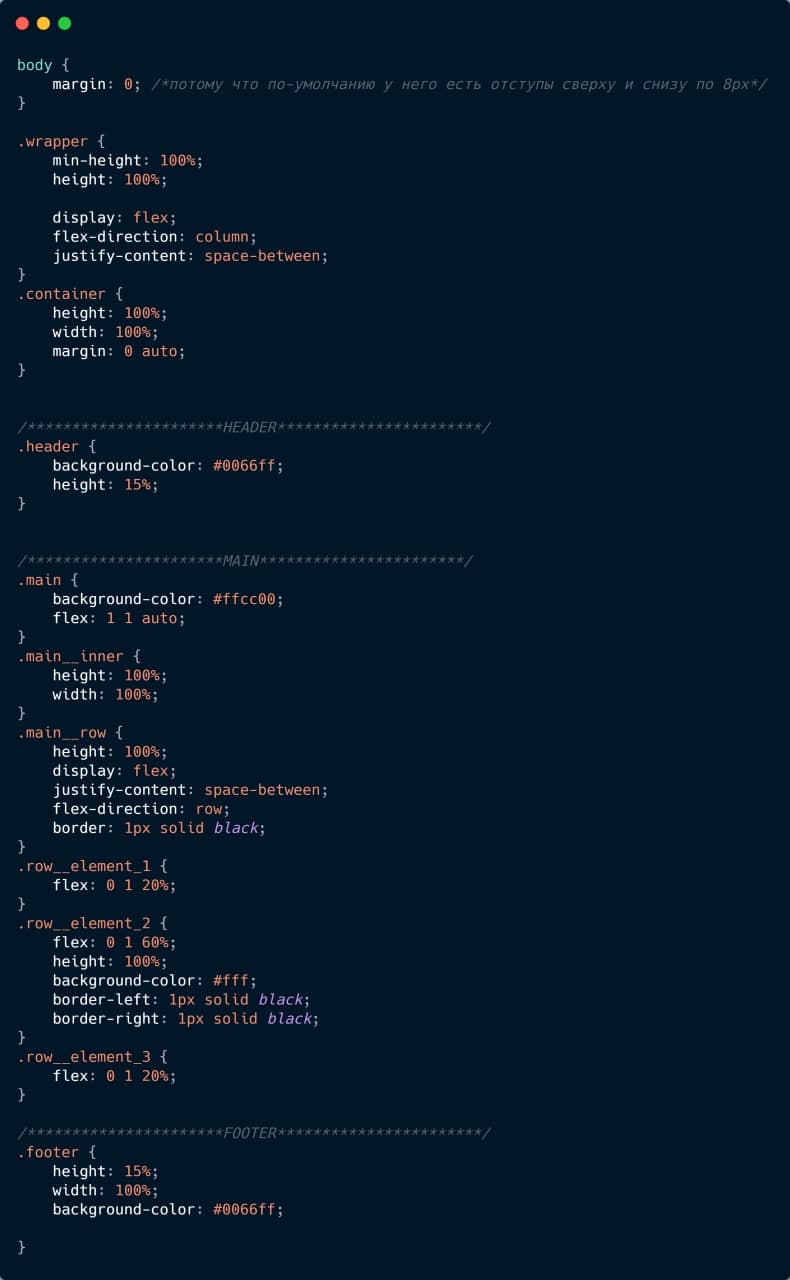 body {
    margin: 0; /*потому что по-умолчанию у него есть отступы сверху и снизу по 8px*/
}

.wrapper {
    min-height: 100%;
    height: 100%;

    display: flex;
    flex-direction: column;
    justify-content: space-between;
}
.container {
    height: 100%;
    width: 100%;
    margin: 0 auto;
}


/**********************HEADER***********************/
.header {
    background-color: #0066ff;
    height: 15%;
}


/**********************MAIN***********************/
.main {
    background-color: #ffcc00;
    flex: 1 1 auto;
}
.main__inner {
    height: 100%;
    width: 100%;
}
.main__row {
    height: 100%;
    display: flex;
    justify-content: space-between;
    flex-direction: row;
    border: 1px solid black;
}
.row__element_1 {
    flex: 0 1 20%;
}
.row__element_2 {
    flex: 0 1 60%;
    height: 100%;
    background-color: #fff;
    border-left: 1px solid black;
    border-right: 1px solid black;
}
.row__element_3 {
    flex: 0 1 20%;
}

/**********************FOOTER***********************/
.footer {
    height: 15%;
    width: 100%;
    background-color: #0066ff;

}